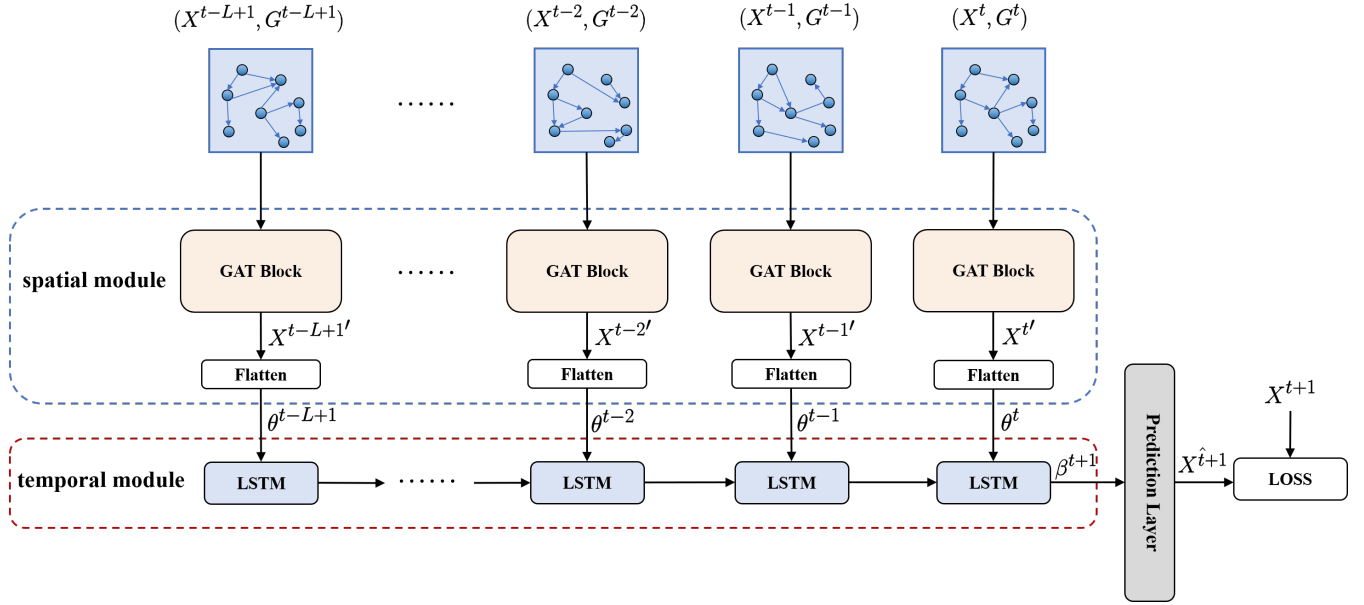 (X^{t-L+1}, G^{t-L+1}) (X^{t-2}, G^{t-2}) (X^{t-1}, G^{t-1}) (X^t, G^t)
......
spatial module GAT Block ...... GAT Block GAT Block GAT Block
X^{t-L+1}′ X^{t-2}′ X^{t-1}′ X^t′
Flatten Flatten Flatten Flatten
θ^{t-L+1} θ^{t-2} θ^{t-1} θ^t
temporal module LSTM ...... LSTM LSTM LSTM β^{t+1}
Prediction Layer
X^{\hat{t+1}}
X^{t+1}
LOSS